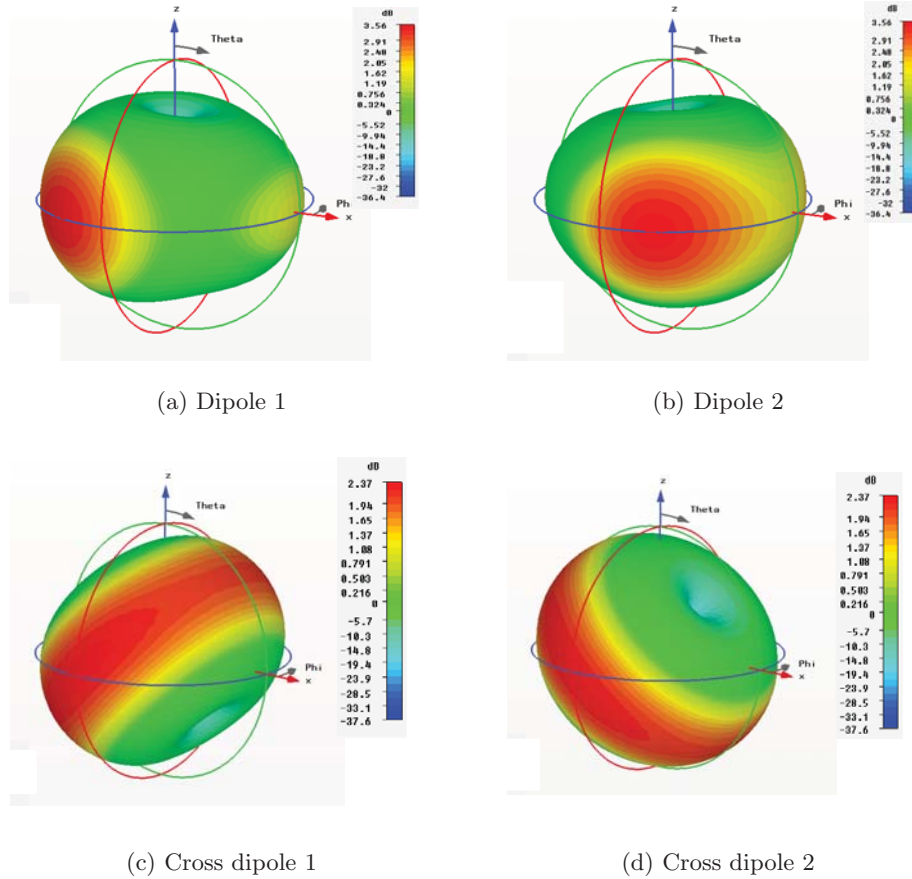 z
Theta
Phi
x
dB
3.56
2.91
2.48
2.05
1.62
1.19
0.756
0.324
0
-5.52
-9.94
-14.4
-18.8
-23.2
-27.6
-32
-36.4
(a) Dipole 1
z
Theta
Phi
x
dB
3.56
2.91
2.48
2.05
1.62
1.19
0.756
0.324
0
-5.52
-9.94
-14.4
-18.8
-23.2
-27.6
-32
-36.4
(b) Dipole 2
z
Theta
Phi
x
dB
2.37
1.94
1.65
1.37
1.08
0.791
0.503
0.216
0
-5.7
-10.3
-14.8
-19.4
-23.9
-28.5
-33.1
-37.6
(c) Cross dipole 1
z
Theta
Phi
x
dB
2.37
1.94
1.65
1.37
1.08
0.791
0.503
0.216
0
-5.7
-10.3
-14.8
-19.4
-23.9
-28.5
-33.1
-37.6
(d) Cross dipole 2